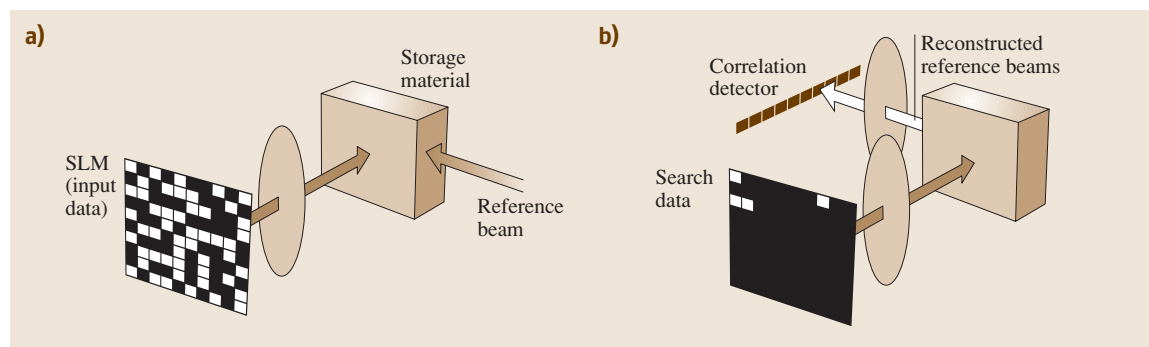 a)
Storage
material
SLM
(input
data)
Reference
beam
b)
Reconstructed
reference beams
Correlation
detector
Search
data